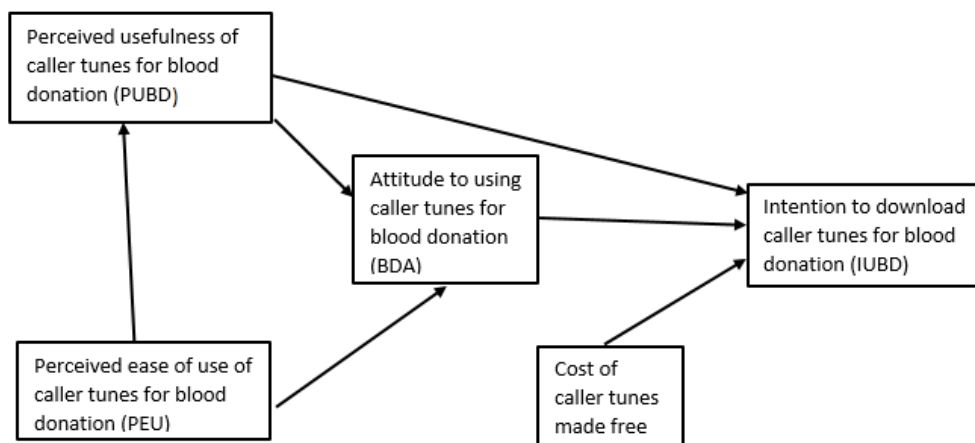 Perceived usefulness of
caller tunes for blood
donation (PUBD)
Attitude to using
caller tunes for
blood donation
(BDA)
Intention to download
caller tunes for blood
donation (IUBD)
Perceived ease of use of
caller tunes for blood
donation (PEU)
Cost of
caller tunes
made free